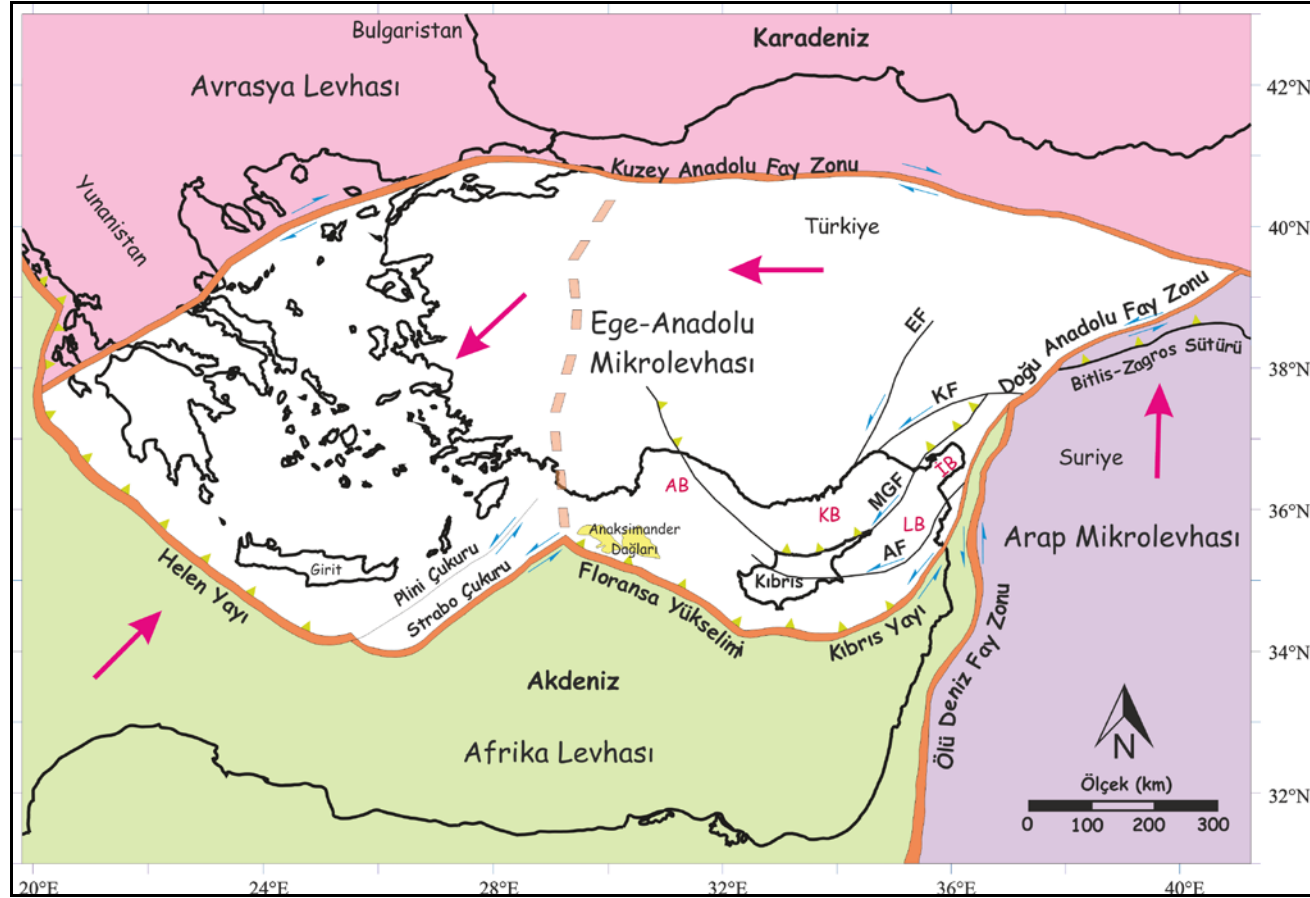 Bulgaristan
Karadeniz
Avrasya Levhası
42°N
Kuzey Anadolu Fay Zonu
Yunanistan
Türkiye
40°N
Ege-Anadolu
Mikrolevhası
EF
Doğu Anadolu Fay Zonu
Bitlis-Zagros Sütürü
38°N
KF
Suriye
İB
AB
MGF
KB
LB
36°N
Anaksimander
Dağları
Arap Mikrolevhası
AF
Girit
Plini Çukuru
Kıbrıs
Helen Yayı
Strabo Çukuru
Floransa Yükselimi
Kıbrıs Yayı
34°N
Akdeniz
Ölü Deniz Fay Zonu
Afrika Levhası
N
Ölçek (km)
0 100 200 300
32°N
20°E 24°E 28°E 32°E 36°E 40°E